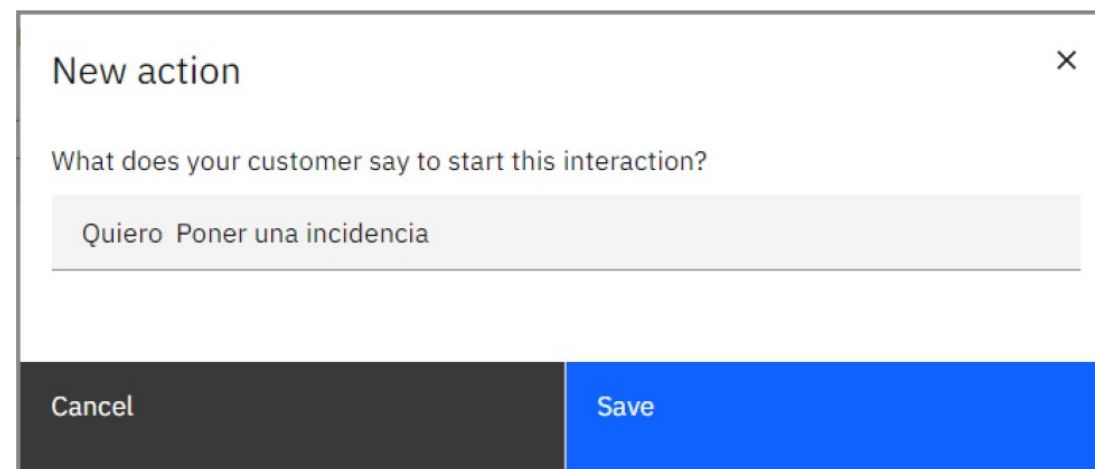 New action
What does your customer say to start this interaction?
Quiero  Poner una incidencia
Cancel
Save